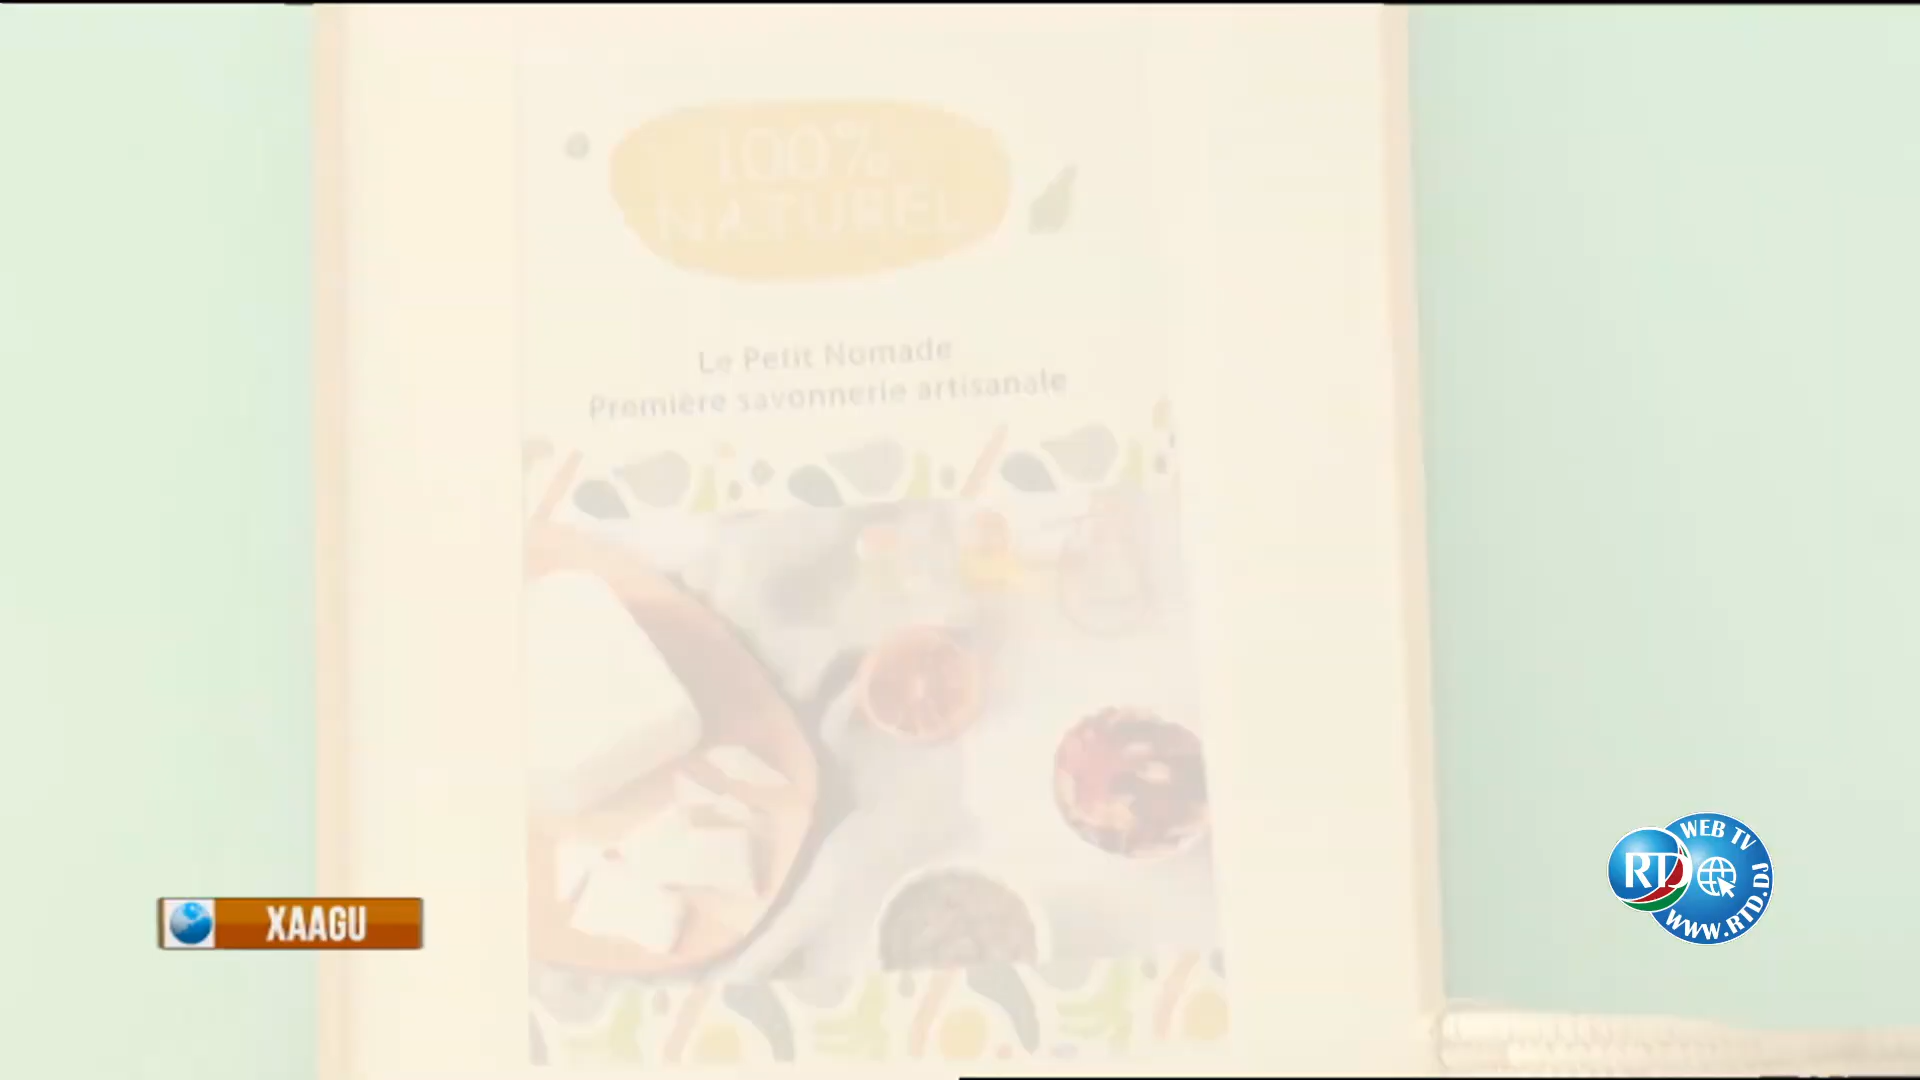 100%
NATUREL
Le Petit Nomade
Première savonnerie artisanale
XAAGU
WEB TV
RTD
WWW.RTD.DJ